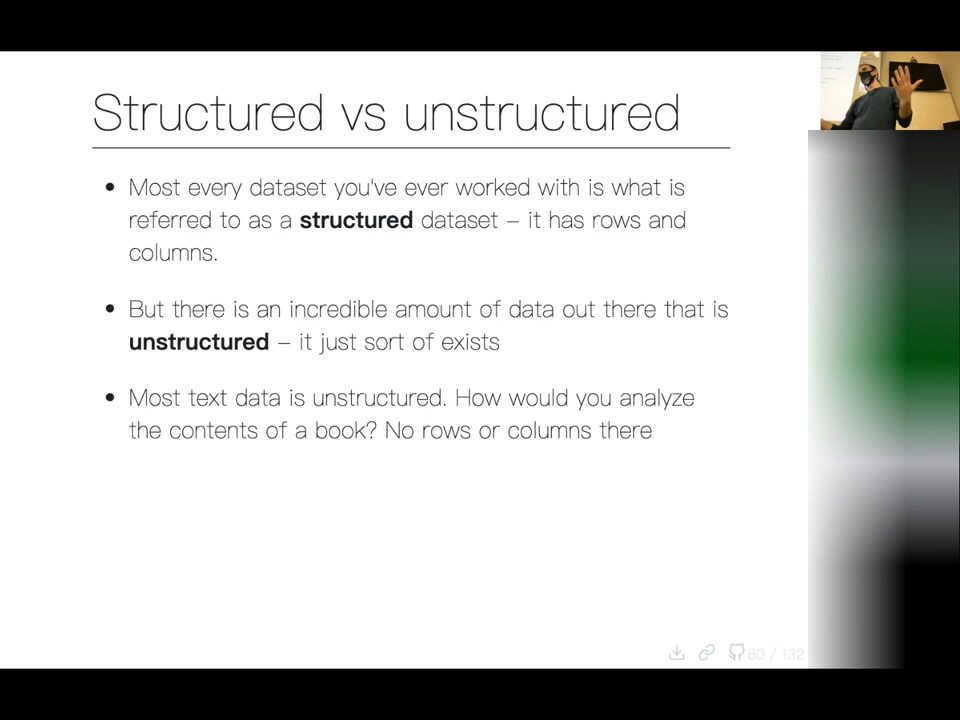 Structured vs unstructured
• Most every dataset you've ever worked with is what is
referred to as a structured dataset – it has rows and
columns.
• But there is an incredible amount of data out there that is
unstructured – it just sort of exists
• Most text data is unstructured. How would you analyze
the contents of a book? No rows or columns there
80 / 132